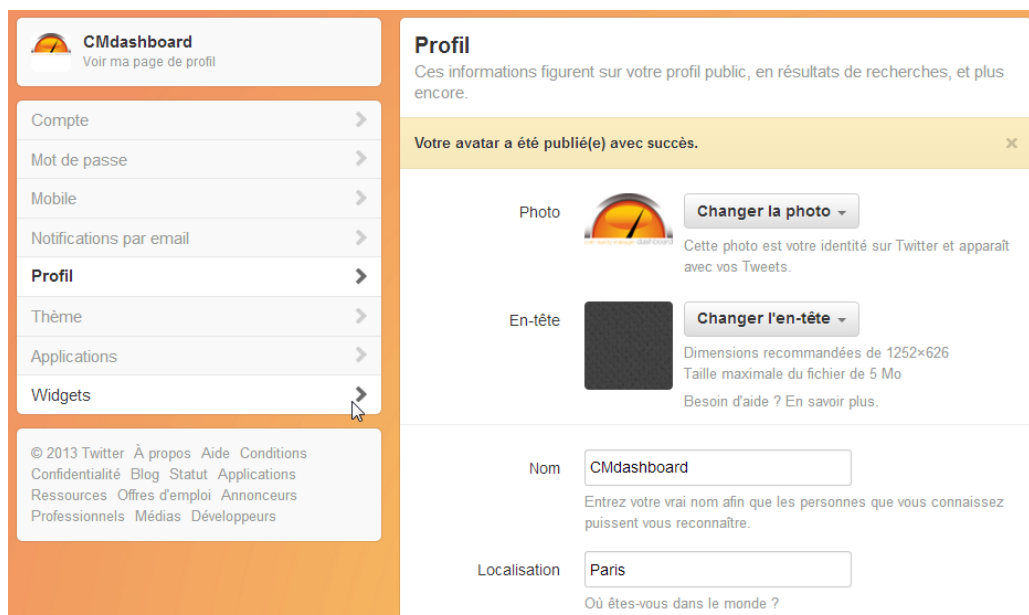 CMdashboard
Voir ma page de profil
Compte
Mot de passe
Mobile
Notifications par email
Profil
Thème
Applications
Widgets
© 2013 Twitter À propos Aide Conditions
Confidentialité Blog Statut Applications
Ressources Offres d'emploi Annonceurs
Professionnels Médias Développeurs
Profil
Ces informations figurent sur votre profil public, en résultats de recherches, et plus
encore.
Votre avatar a été publié(e) avec succès.
×
Photo
dashboard
Changer la photo
Cette photo est votre identité sur Twitter et apparaît
avec vos Tweets.
En-tête
Changer l'en-tête
Dimensions recommandées de 1252×626
Taille maximale du fichier de 5 Mo
Besoin d'aide ? En savoir plus.
Nom
CMdashboard
Entrez votre vrai nom afin que les personnes que vous connaissez
puissent vous reconnaître.
Localisation
Paris
Où êtes-vous dans le monde ?